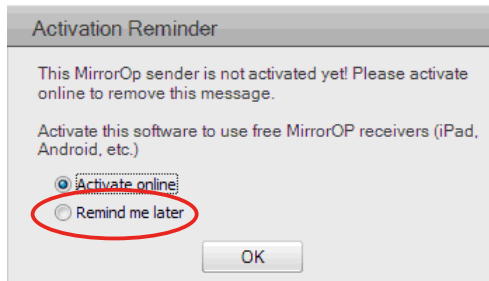 Activation Reminder
This MirrorOp sender is not activated yet! Please activate
online to remove this message.
Activate this software to use free MirrorOP receivers (iPad,
Android, etc.)
Activate online
Remind me later
OK